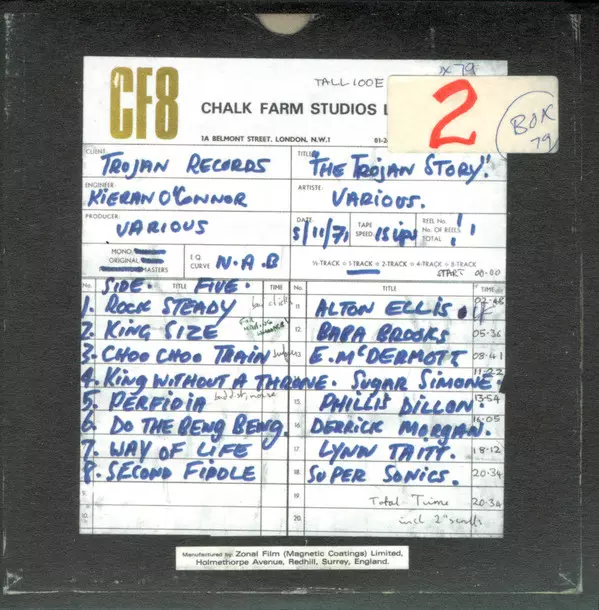 TALL 100E
CF8
CHALK FARM STUDIOS L
2
BOX
79
1A BELMONT STREET, LONDON, N.W.1
CLIENT
TROJAN RECORDS
TITLE
"THE TROJAN STORY".
ENGINEER
KIERAN O'CONNOR
ARTISTE
VARIOUS.
PRODUCER
VARIOUS
DATE
5/11/71
TAPE SPEED
15 ips
REEL No.
No. OF REELS
TOTAL
MONO
ORIGINAL
MASTERS
E.Q. CURVE N.A.B
½-TRACK 1 TRACK 2-TRACK 4-TRACK 8-TRACK
START 00-00
No. TITLE TIME No. TITLE TIME
SIDE. FIVE.
1. ROCK STEADY 11 ALTON ELLIS 02-48
2. KING SIZE 12. BABA BROOKS 05-36
3. CHOO CHOO TRAIN E. McDERMOTT 08-41
4. KING WITHOUT A THRONE. SUGAR SIMONE. 11-22
5. PERFIDIA 15. PHILLIS DILLON. 13-54
6. DO THE BENG BENG. 16. DERRICK MORGAN. 16-05
7. WAY OF LIFE 17. LYNN TAITT. 18-12
8. SECOND FIDDLE 18. SUPER SONICS. 20-34
9. 19. Total Time 20-34
10. 20. incl 2" scrolls
Manufactured by Zonal Film (Magnetic Coatings) Limited,
Holmethorpe Avenue, Redhill, Surrey, England.